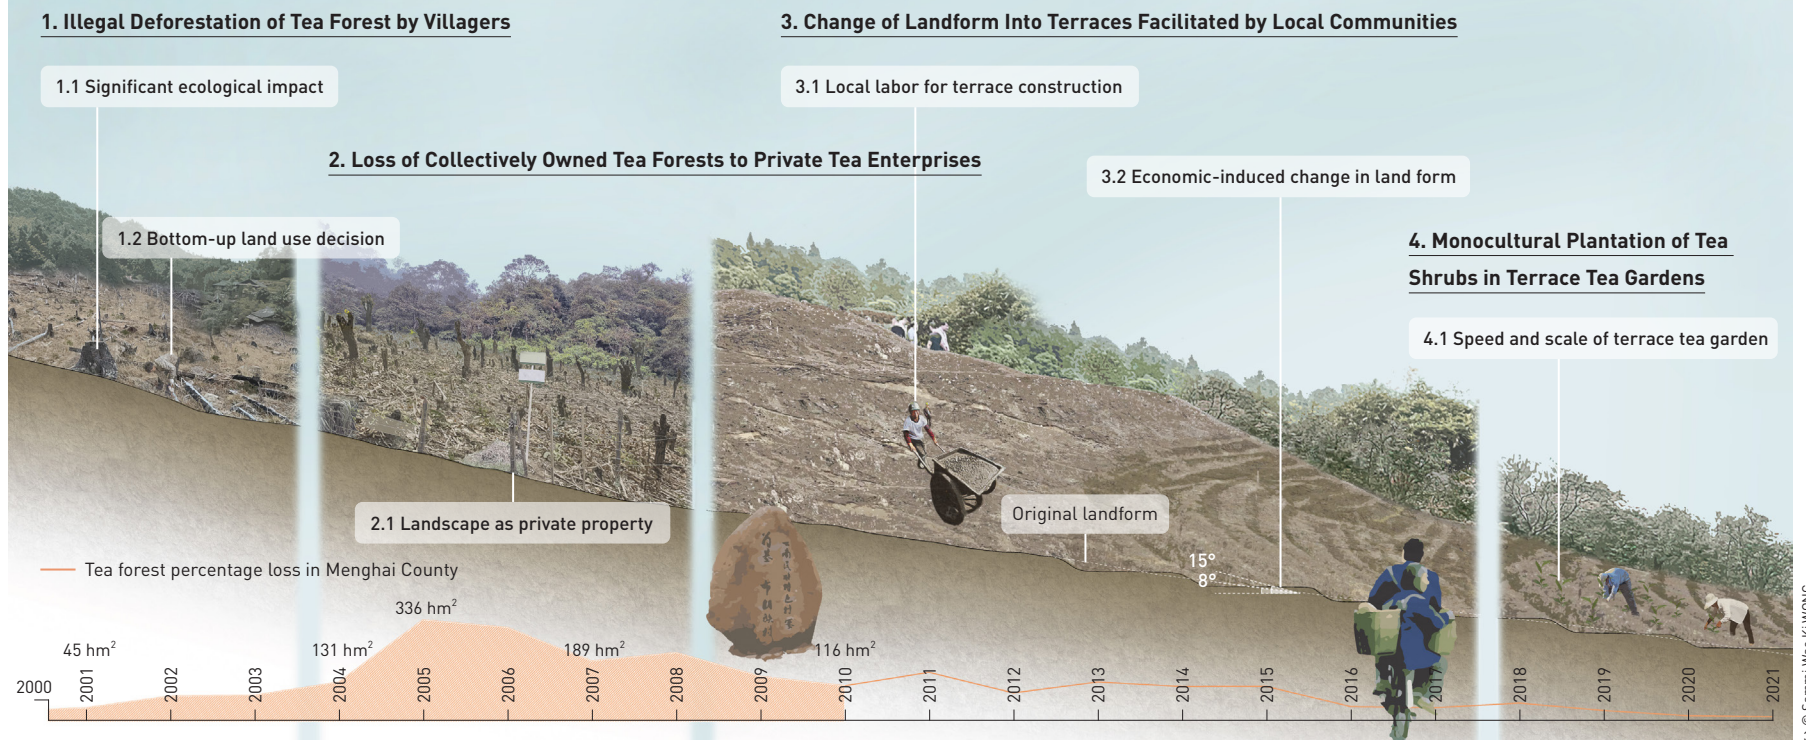 1. Illegal Deforestation of Tea Forest by Villagers
3. Change of Landform Into Terraces Facilitated by Local Communities
1.1 Significant ecological impact
3.1 Local labor for terrace construction
2. Loss of Collectively Owned Tea Forests to Private Tea Enterprises
3.2 Economic-induced change in land form
1.2 Bottom-up land use decision
4. Monocultural Plantation of Tea
Shrubs in Terrace Tea Gardens
4.1 Speed and scale of terrace tea garden
2.1 Landscape as private property
Original landform
15°
8°
Tea forest percentage loss in Menghai County
336 hm²
45 hm²
131 hm²
189 hm²
116 hm²
2000
2001
2002
2003
2004
2005
2006
2007
2008
2009
2010
2011
2012
2013
2014
2015
2016
2017
2018
2019
2020
2021